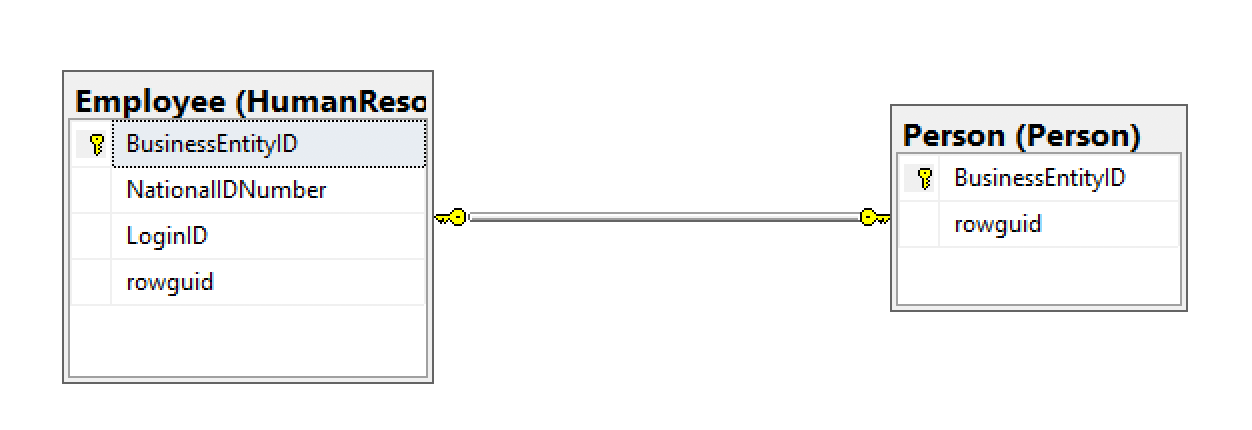 Employee (HumanReso
BusinessEntityID
NationalIDNumber
LoginID
rowguid
Person (Person)
BusinessEntityID
rowguid